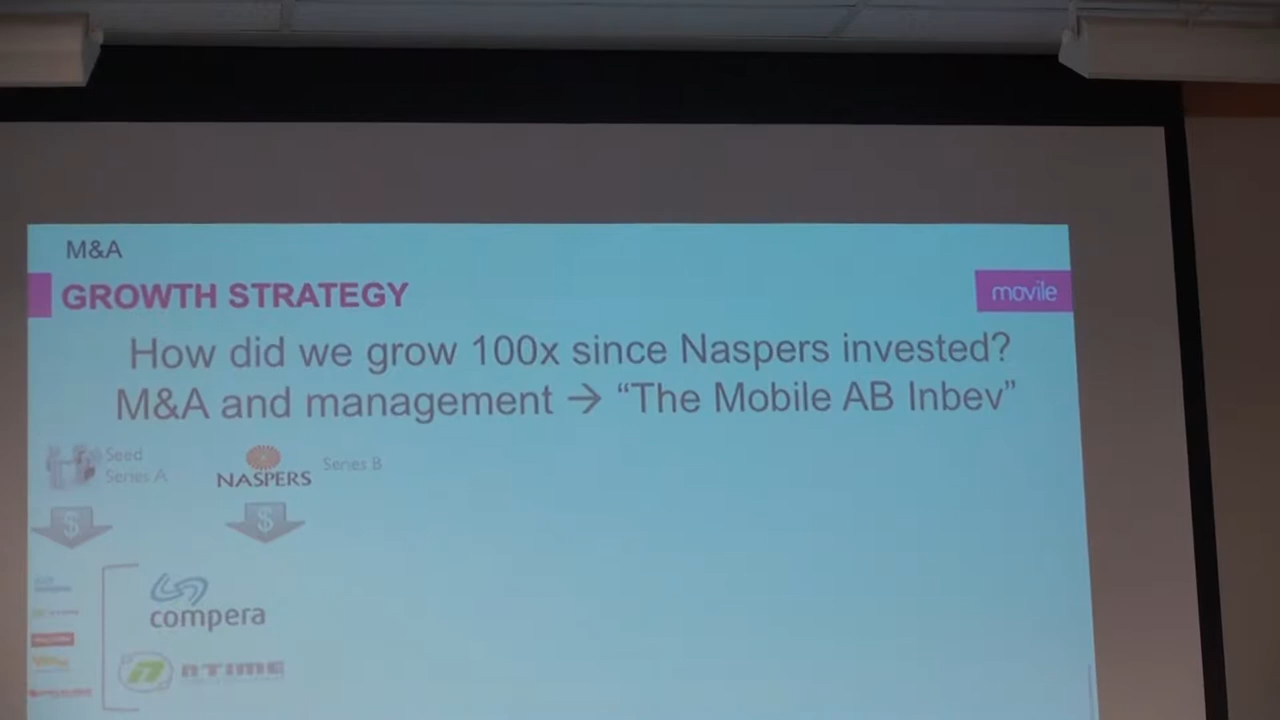 M&A
GROWTH STRATEGY
movile
How did we grow 100x since Naspers invested?
M&A and management → “The Mobile AB Inbev”
Seed
Series A
NASPERS
Series B
$
$
compera
n TIME